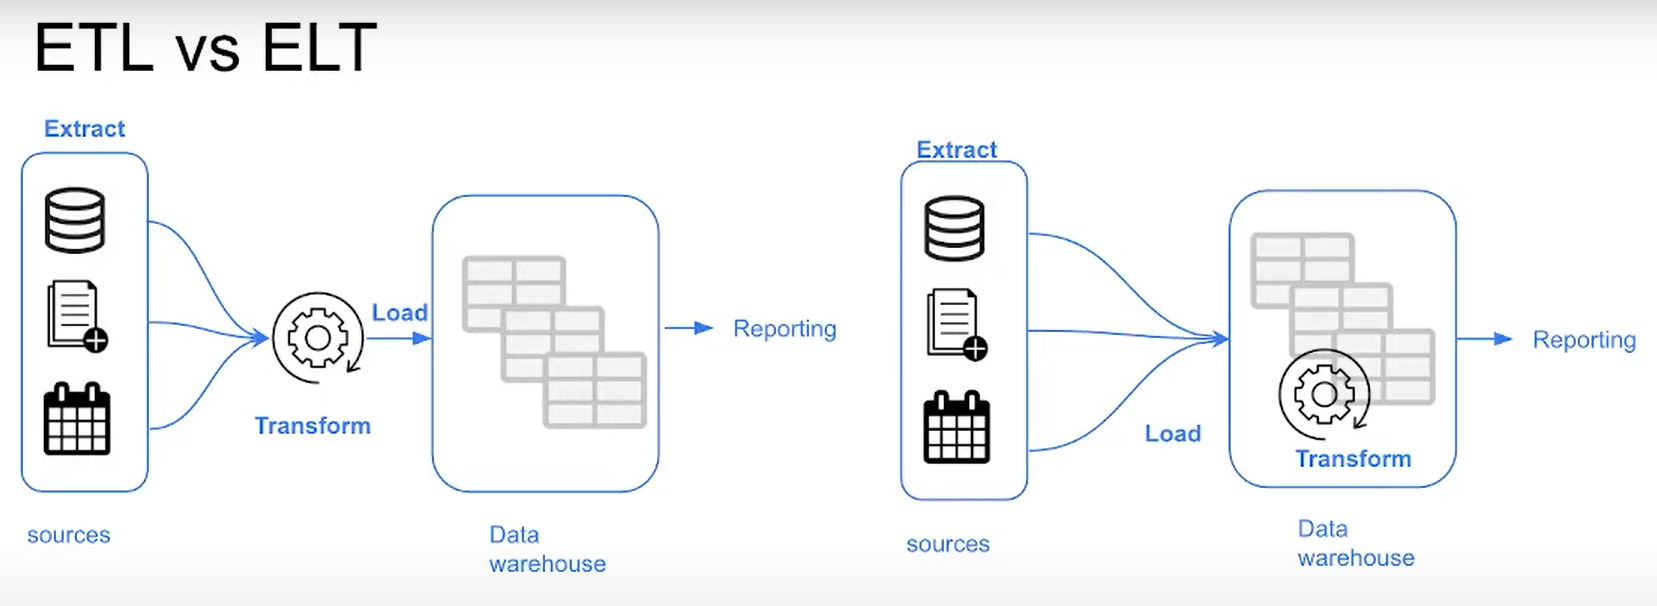 ETL vs ELT
Extract
Load
Transform
sources
Data
warehouse
Reporting
Extract
Load
Transform
sources
Data
warehouse
Reporting